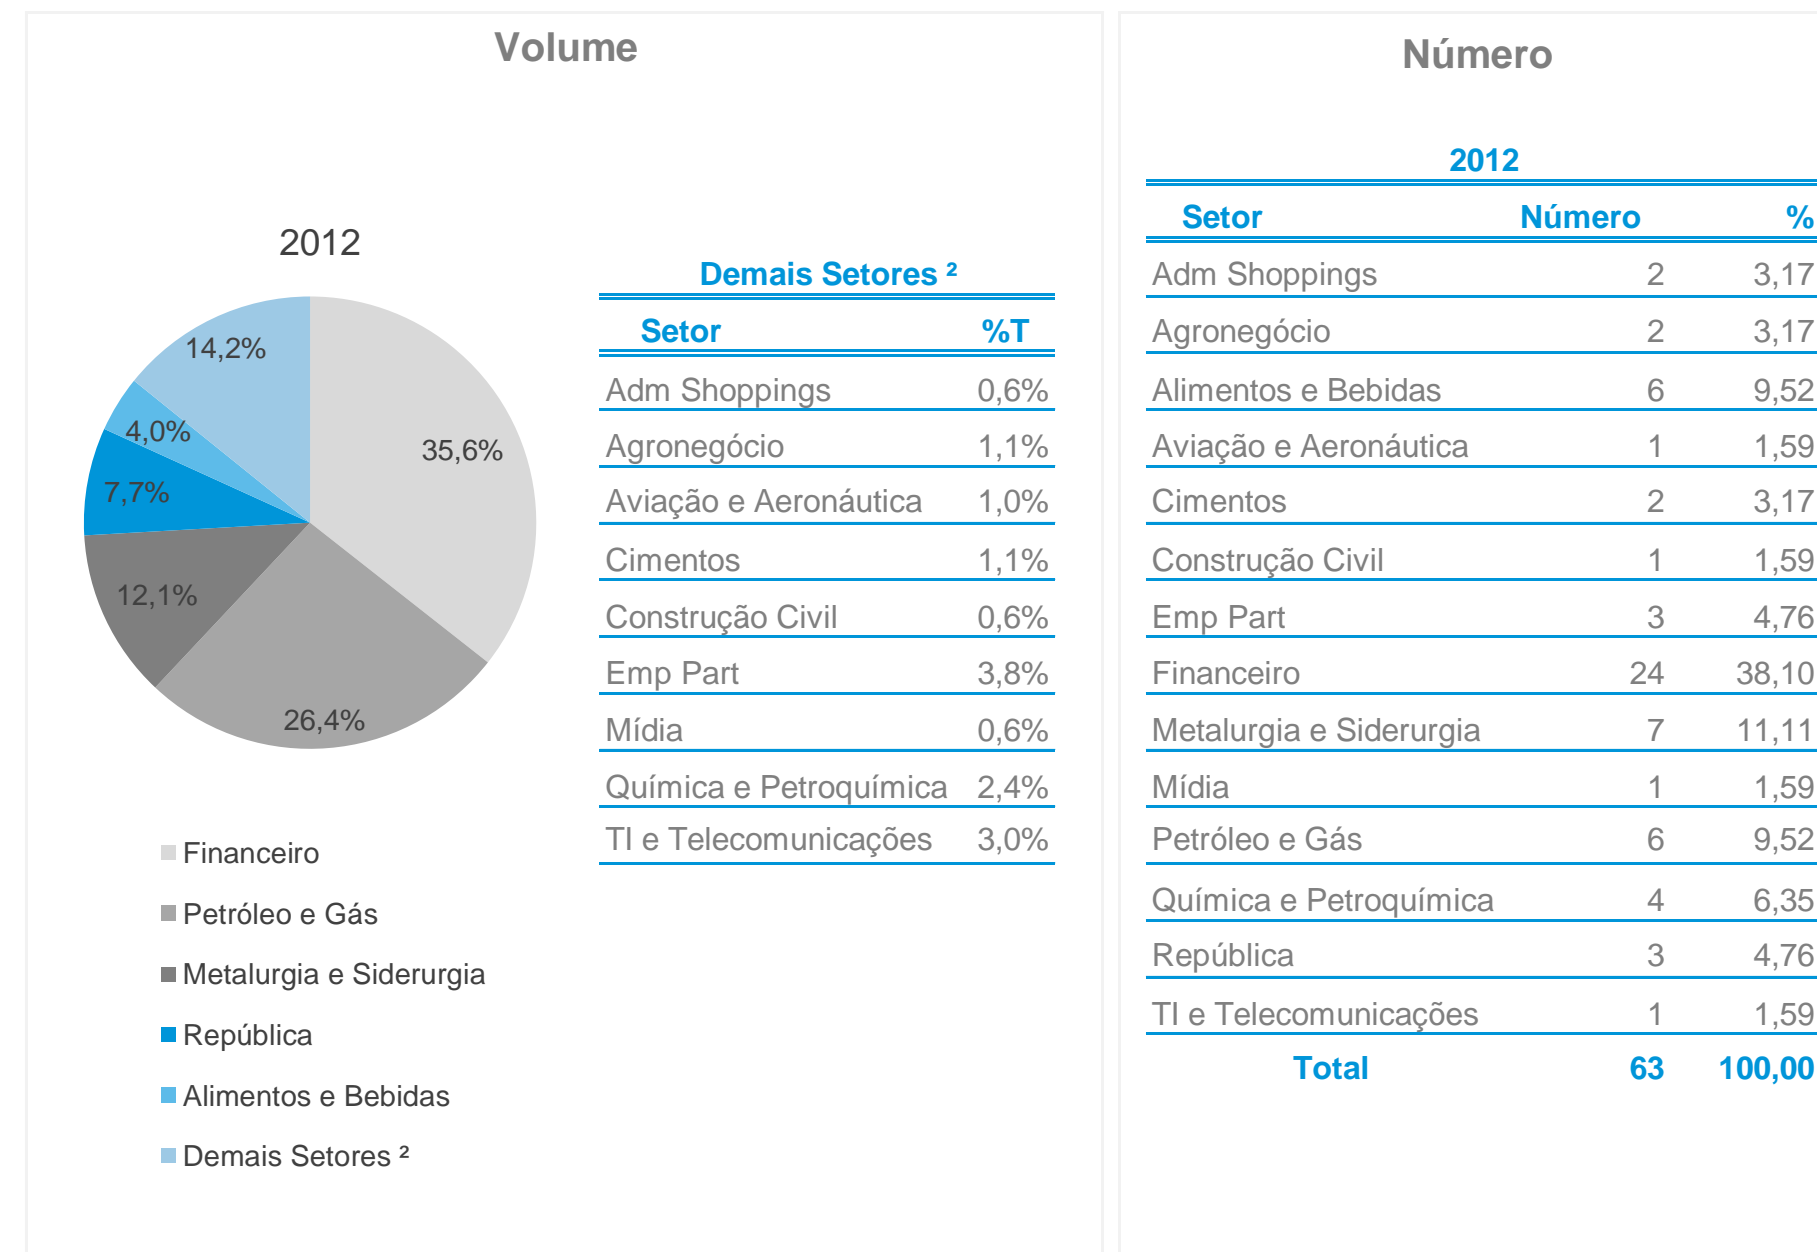 Volume
2012
14,2%
4,0%
35,6%
7,7%
12,1%
26,4%
Financeiro
Petróleo e Gás
Metalurgia e Siderurgia
República
Alimentos e Bebidas
Demais Setores ²
Demais Setores ²
Setor %T
Adm Shoppings 0,6%
Agronegócio 1,1%
Aviação e Aeronáutica 1,0%
Cimentos 1,1%
Construção Civil 0,6%
Emp Part 3,8%
Mídia 0,6%
Química e Petroquímica 2,4%
TI e Telecomunicações 3,0%
Número
2012
Setor Número %
Adm Shoppings 2 3,17
Agronegócio 2 3,17
Alimentos e Bebidas 6 9,52
Aviação e Aeronáutica 1 1,59
Cimentos 2 3,17
Construção Civil 1 1,59
Emp Part 3 4,76
Financeiro 24 38,10
Metalurgia e Siderurgia 7 11,11
Mídia 1 1,59
Petróleo e Gás 6 9,52
Química e Petroquímica 4 6,35
República 3 4,76
TI e Telecomunicações 1 1,59
Total 63 100,00